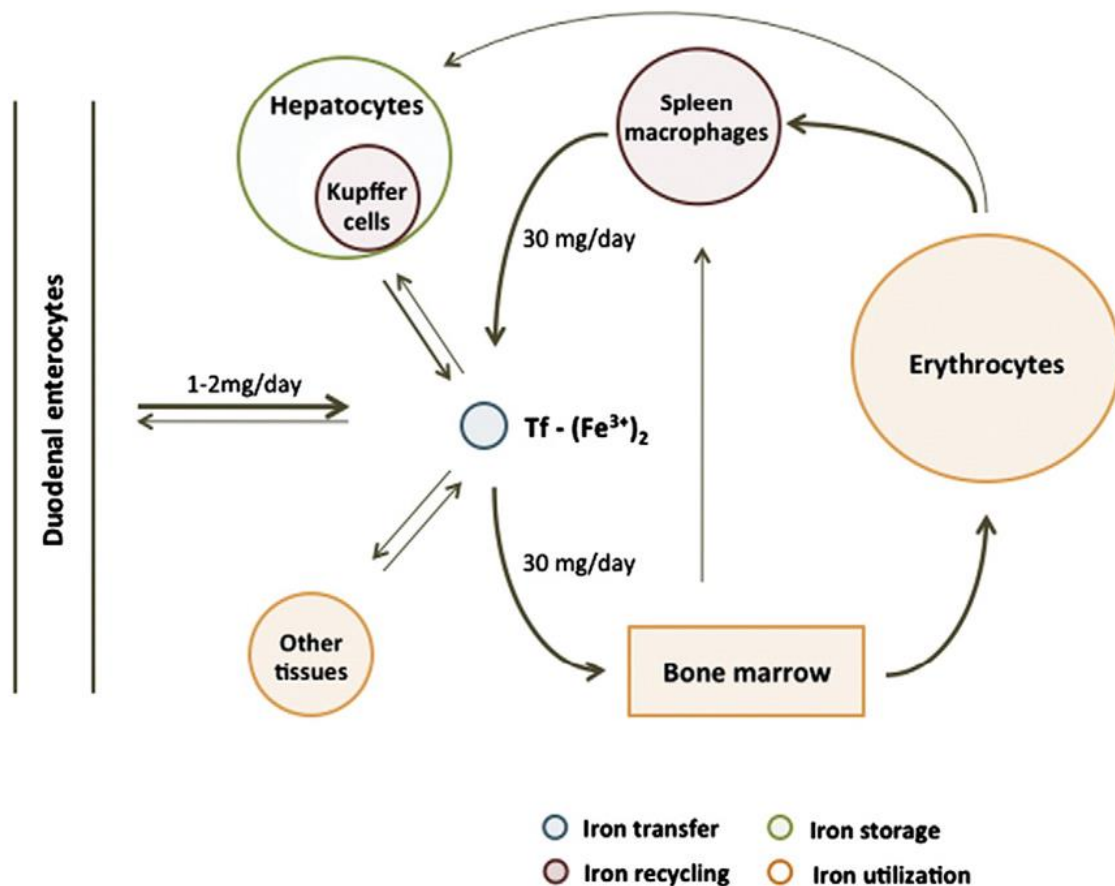 Hepatocytes
Kupffer
cells
Spleen
macrophages
30 mg/day
Erythrocytes
Duodenal enterocytes
1-2mg/day
Tf - (Fe³⁺)₂
30 mg/day
Other
tissues
Bone marrow
Iron transfer
Iron storage
Iron recycling
Iron utilization